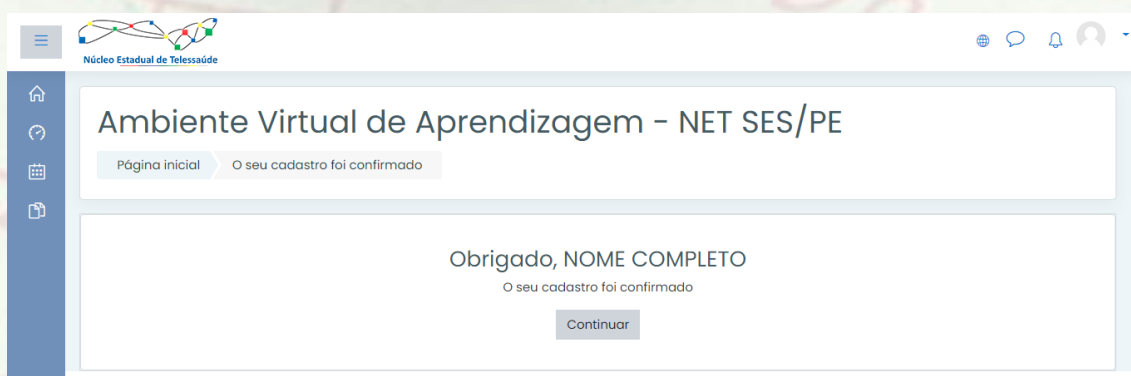 Núcleo Estadual de Telessaúde
Ambiente Virtual de Aprendizagem - NET SES/PE
Página inicial
O seu cadastro foi confirmado
Obrigado, NOME COMPLETO
O seu cadastro foi confirmado
Continuar